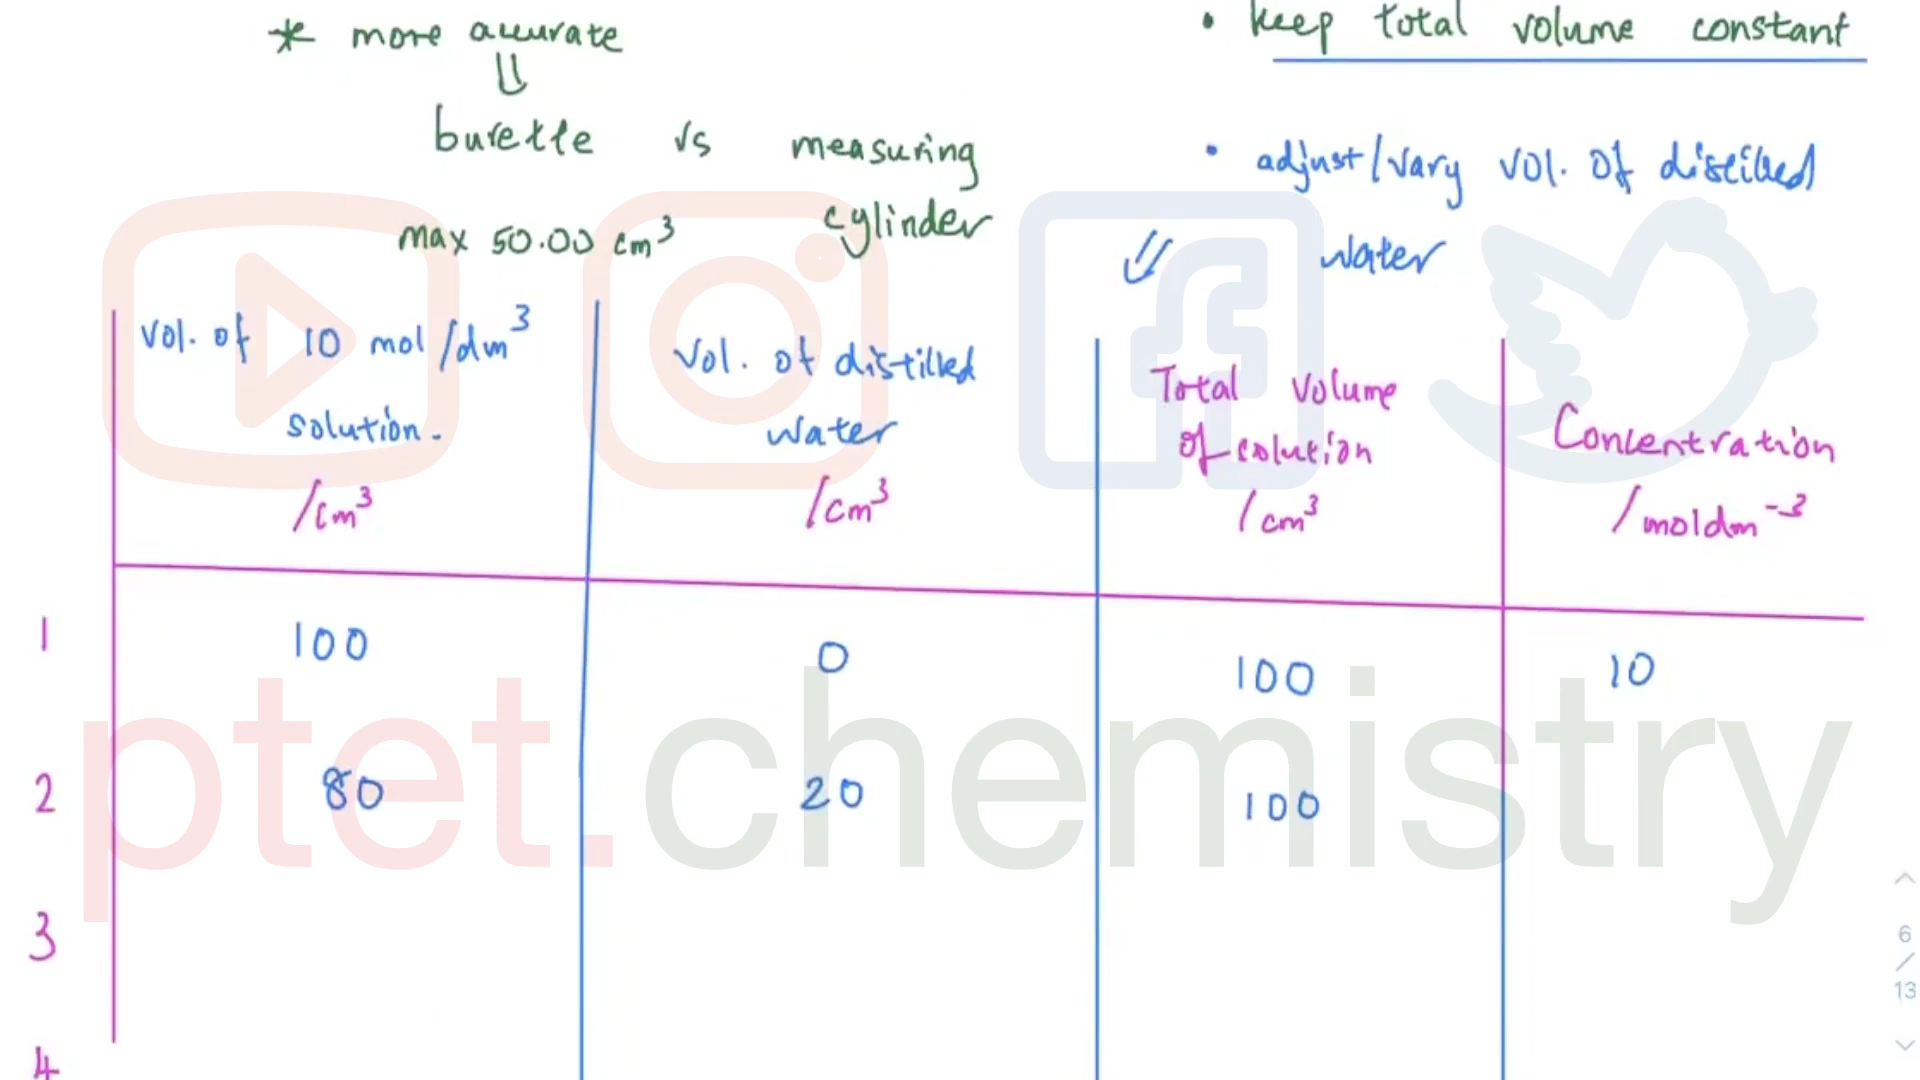 * more accurate
⇓
burette vs measuring cylinder
max 50.00 cm³
• keep total volume constant
• adjust/vary vol. of distilled
water
vol. of 10 mol/dm³
solution.
/cm³
Vol. of distilled
water
/cm³
Total Volume
of solution
/cm³
Concentration
/moldm⁻³
1 100 0 100 10
2 80 20 100
3
4
ptet.chemistry
6
/
13